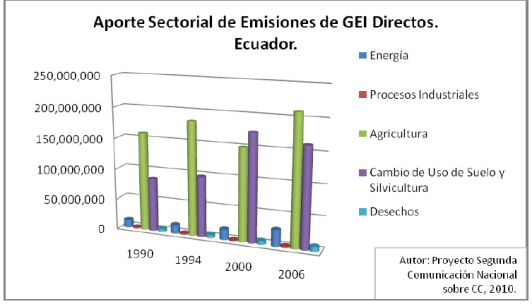 Aporte Sectorial de Emisiones de GEI Directos.
Ecuador.
250,000,000
200,000,000
150,000,000
100,000,000
50,000,000
0
1990
1994
2000
2006
Energía
Procesos Industriales
Agricultura
Cambio de Uso de Suelo y
Silvicultura
Desechos
Autor: Proyecto Segunda
Comunicación Nacional
sobre CC, 2010.